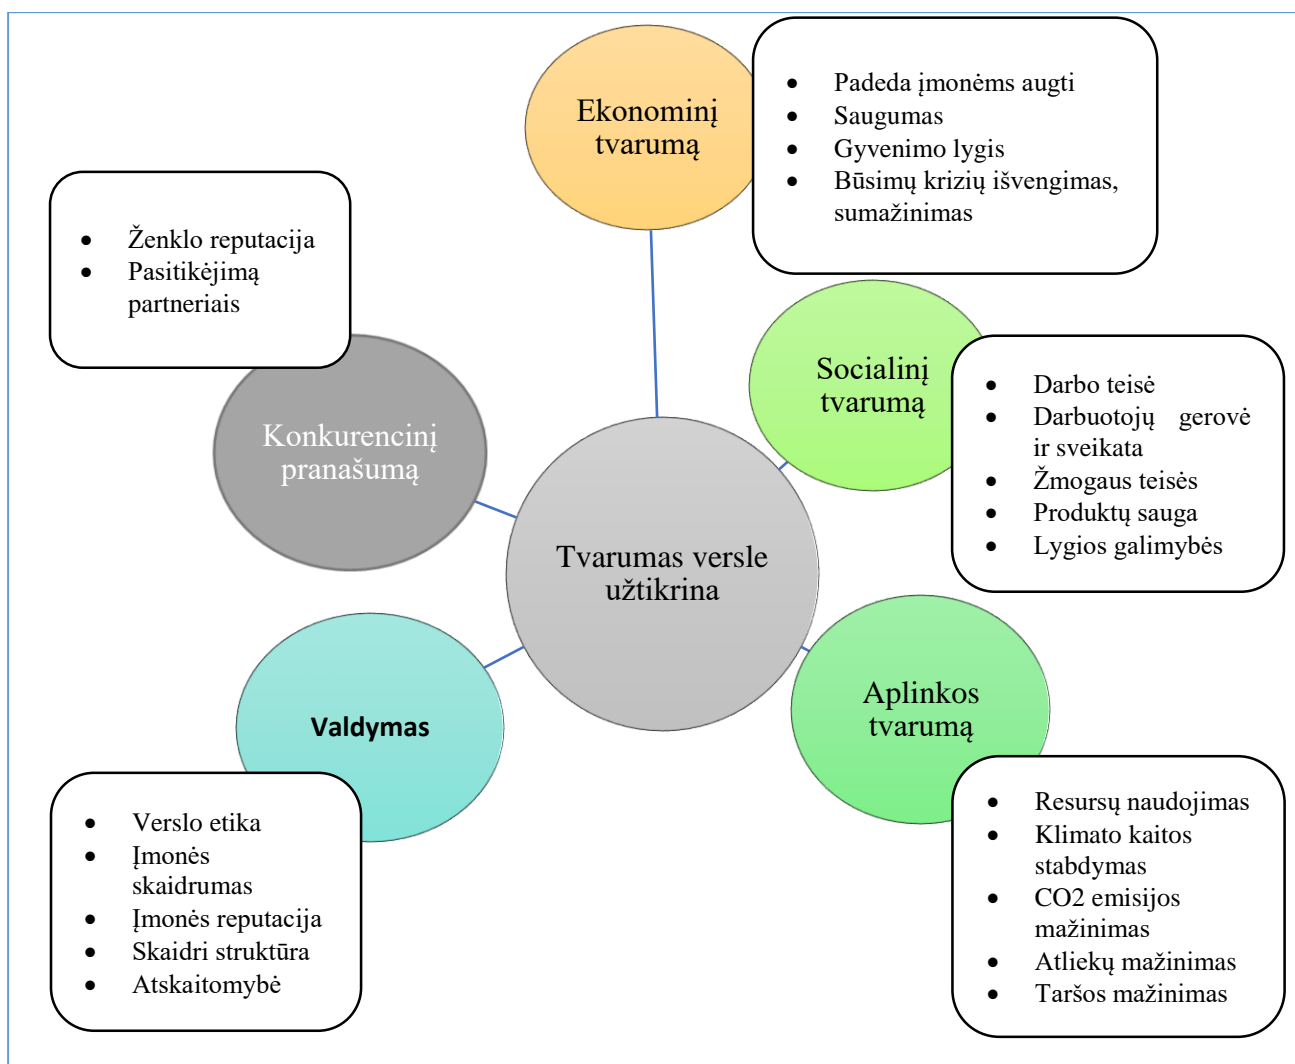 Ekonominį
tvarumą
• Padeda įmonėms augti
• Saugumas
• Gyvenimo lygis
• Būsimų krizių išvengimas,
sumažinimas
• Ženklo reputacija
• Pasitikėjimą
partneriais
Konkurencinį
pranašumą
Socialinį
tvarumą
• Darbo teisė
• Darbuotojų gerovė
ir sveikata
• Žmogaus teisės
• Produktų sauga
• Lygios galimybės
Tvarumas versle
užtikrina
Valdymas
• Verslo etika
• Įmonės
skaidrumas
• Įmonės reputacija
• Skaidri struktūra
• Atskaitomybė
Aplinkos
tvarumą
• Resursų naudojimas
• Klimato kaitos
stabdymas
• CO2 emisijos
mažinimas
• Atliekų mažinimas
• Taršos mažinimas